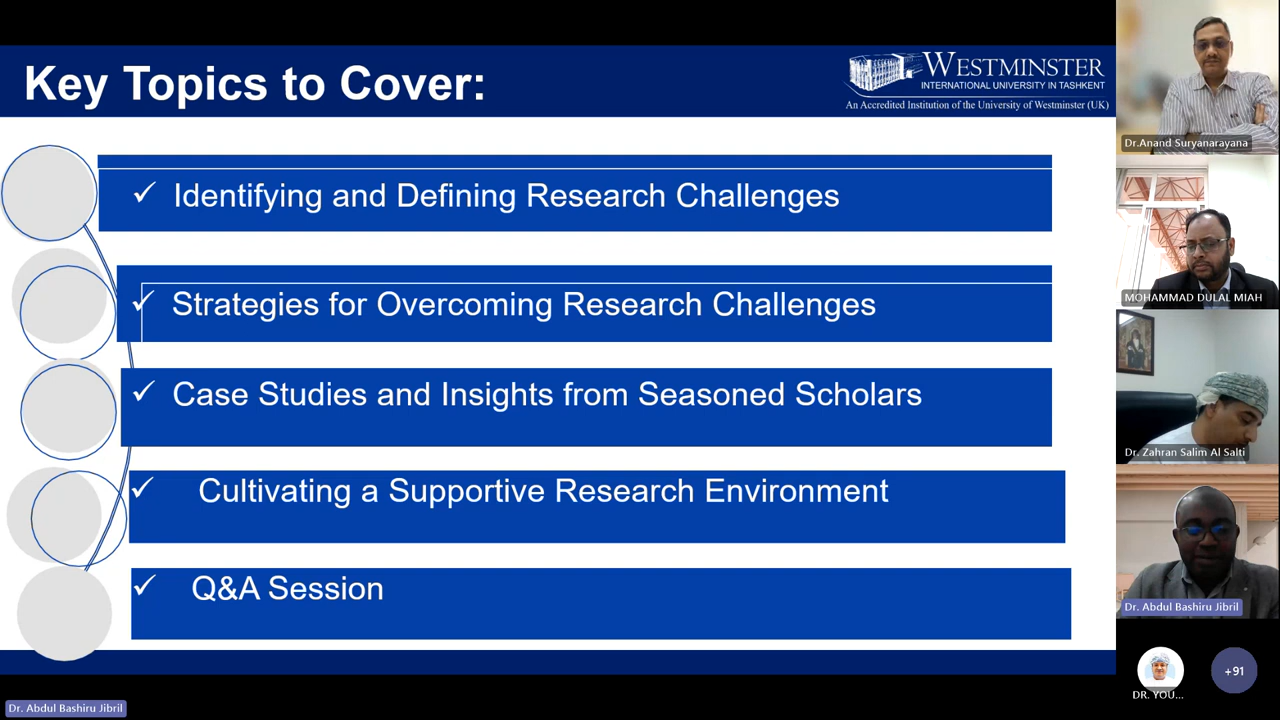 Key Topics to Cover:
WESTMINSTER
INTERNATIONAL UNIVERSITY IN TASHKENT
An Accredited Institution of the University of Westminster (UK)
✓ Identifying and Defining Research Challenges
✓ Strategies for Overcoming Research Challenges
✓ Case Studies and Insights from Seasoned Scholars
✓ Cultivating a Supportive Research Environment
✓ Q&A Session
Dr.Anand Suryanarayana
MOHAMMAD DULAL MIAH
Dr. Zahran Salim Al Salti
Dr. Abdul Bashiru Jibril
DR. YOU...
+91
Dr. Abdul Bashiru Jibril